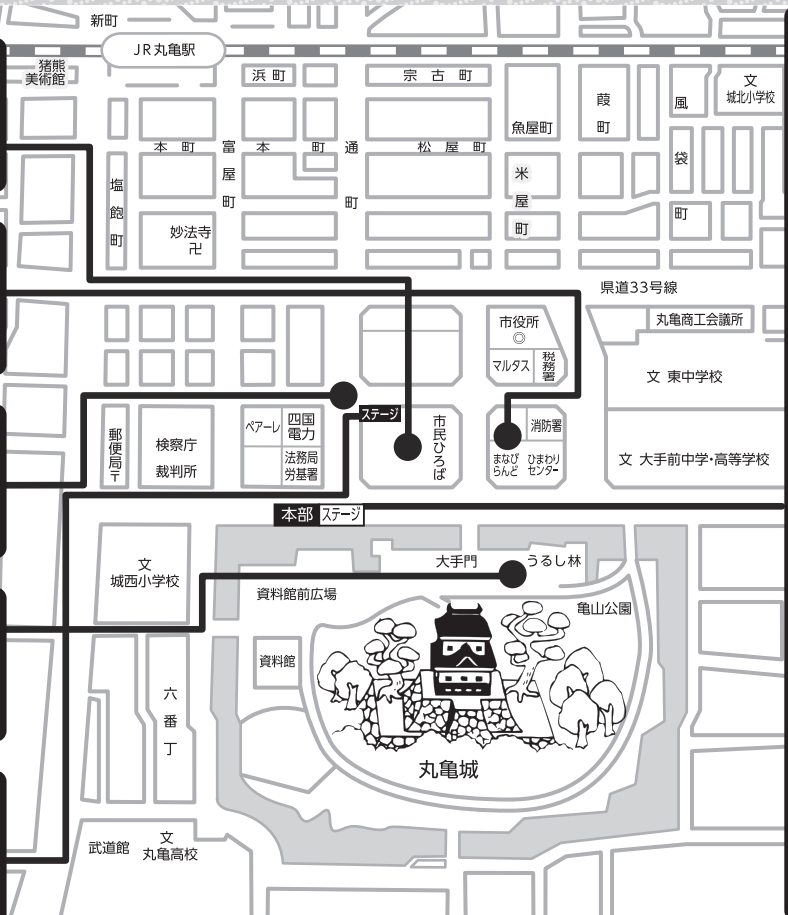 新町
JR丸亀駅
猪熊
美術館
浜町
宗古町
文
城北小学校
葭町
風袋町
魚屋町
本町
富屋町
本町
通町
松屋町
米屋町
塩飽町
妙法寺
卍
県道33号線
市役所
◎
マルタス
税務署
丸亀商工会議所
文 東中学校
ステージ
郵便局〒
検察庁
裁判所
ペアーレ
四国
電力
法務局
労基署
市民ひろば
消防署
まなび
らんど
ひまわり
センター
文 大手前中学・高等学校
本部 ステージ
大手門
うるし林
文
城西小学校
資料館前広場
亀山公園
資料館
六番丁
丸亀城
武道館
文
丸亀高校